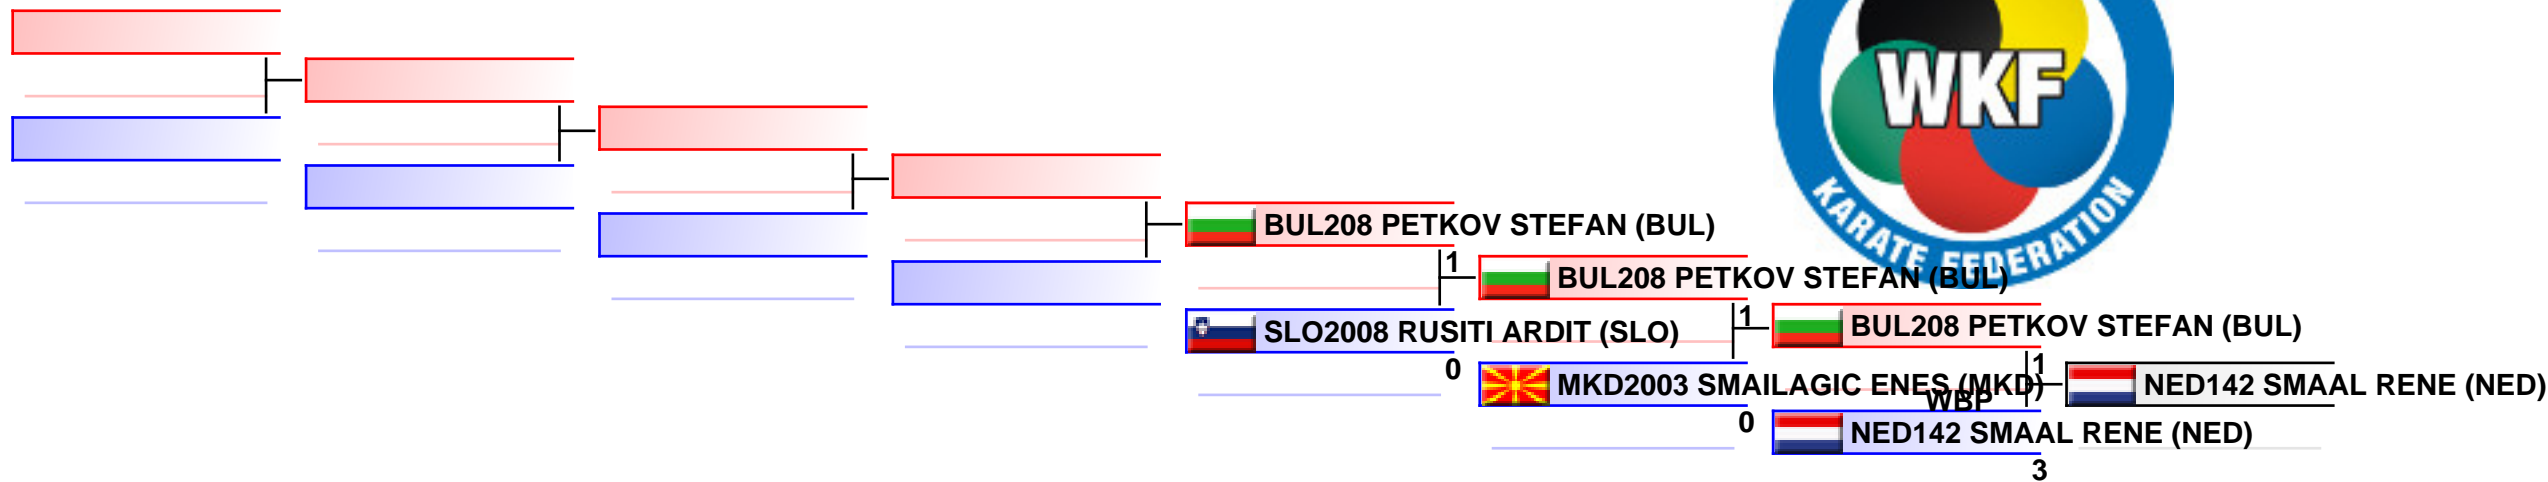 WKF
KARATE FEDERATION
BUL208 PETKOV STEFAN (BUL)
1
BUL208 PETKOV STEFAN (BUL)
SLO2008 RUSITI ARDIT (SLO)
0
1
BUL208 PETKOV STEFAN (BUL)
MKD2003 SMAILAGIC ENES (MKD)
0
WBP
1
NED142 SMAAL RENE (NED)
NED142 SMAAL RENE (NED)
3